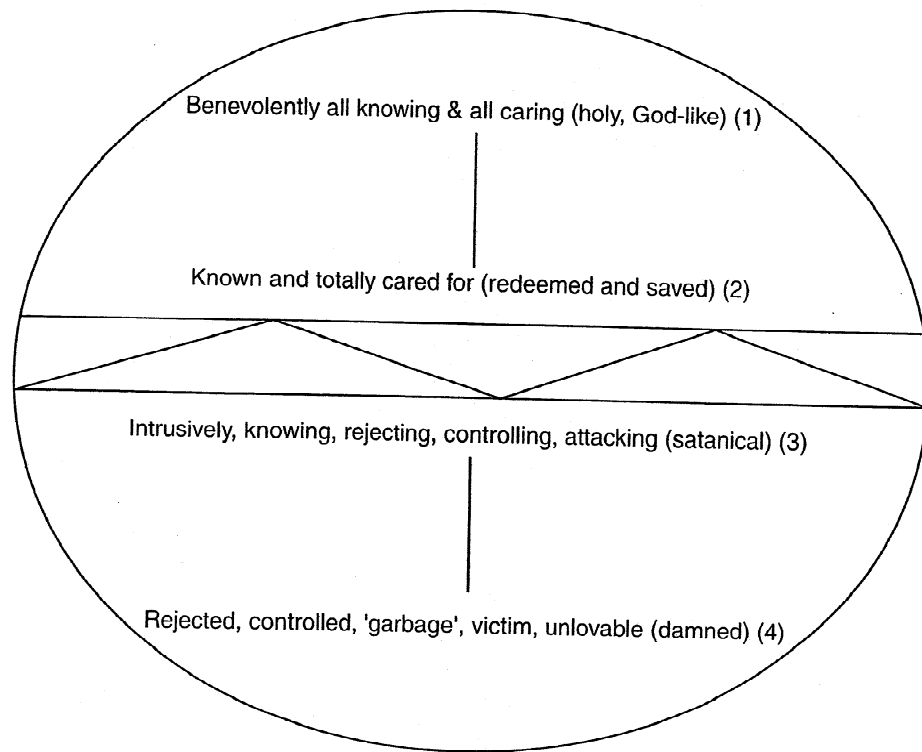 Benevolently all knowing & all caring (holy, God-like) (1)
Known and totally cared for (redeemed and saved) (2)
Intrusively, knowing, rejecting, controlling, attacking (satanical) (3)
Rejected, controlled, 'garbage', victim, unlovable (damned) (4)